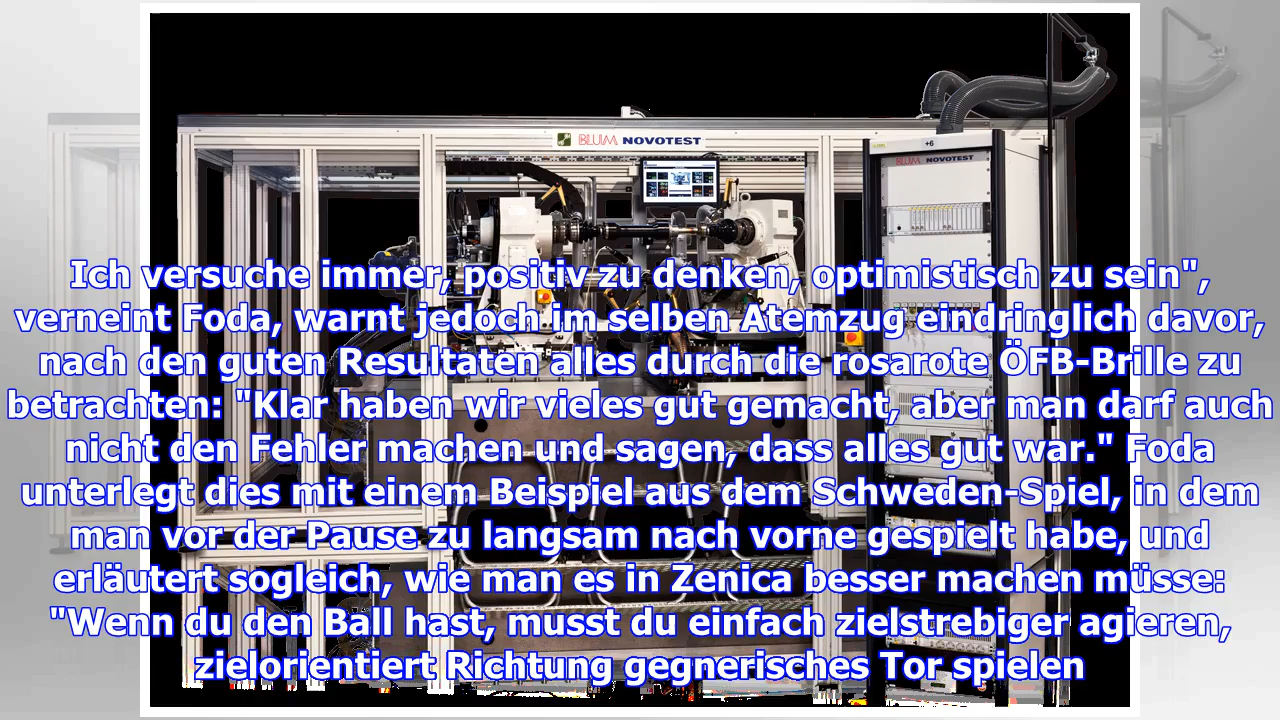 BLUM NOVOTEST
+6
BLUM NOVOTEST
Ich versuche immer, positiv zu denken, optimistisch zu sein",
verneint Foda, warnt jedoch im selben Atemzug eindringlich davor,
nach den guten Resultaten alles durch die rosarote ÖFB-Brille zu
betrachten: "Klar haben wir vieles gut gemacht, aber man darf auch
nicht den Fehler machen und sagen, dass alles gut war." Foda
unterlegt dies mit einem Beispiel aus dem Schweden-Spiel, in dem
man vor der Pause zu langsam nach vorne gespielt habe, und
erläutert sogleich, wie man es in Zenica besser machen müsse:
"Wenn du den Ball hast, musst du einfach zielstrebiger agieren,
zielorientiert Richtung gegnerisches Tor spielen